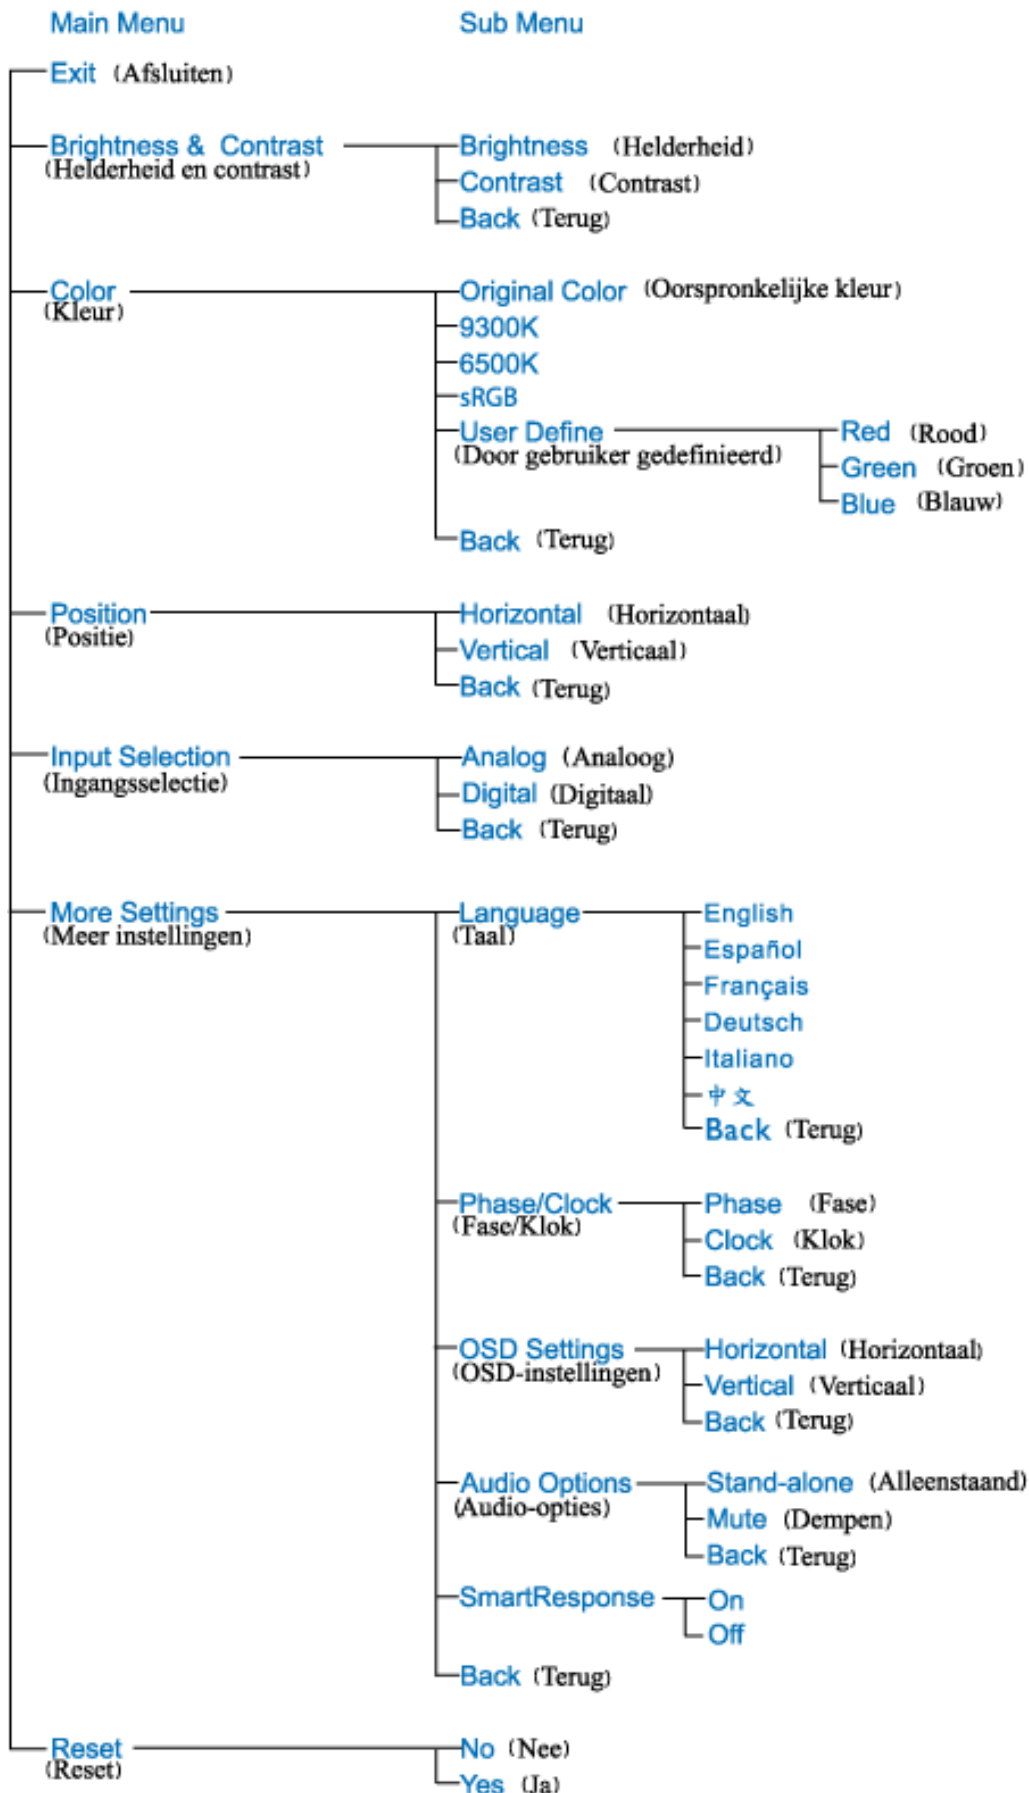 Main Menu Sub Menu
Exit (Afsluiten)
Brightness & Contrast Brightness (Helderheid)
(Helderheid en contrast)
Contrast (Contrast)
Back (Terug)
Color Original Color (Oorspronkelijke kleur)
(Kleur)
9300K
6500K
sRGB
User Define Red (Rood)
(Door gebruiker gedefinieerd)
Green (Groen)
Blue (Blauw)
Back (Terug)
Position Horizontal (Horizontaal)
(Positie)
Vertical (Verticaal)
Back (Terug)
Input Selection Analog (Analoog)
(Ingangsselectie)
Digital (Digitaal)
Back (Terug)
More Settings Language English
(Meer instellingen) (Taal)
Español
Français
Deutsch
Italiano
中文
Back (Terug)
Phase/Clock Phase (Fase)
(Fase/Klok)
Clock (Klok)
Back (Terug)
OSD Settings Horizontal (Horizontaal)
(OSD-instellingen)
Vertical (Verticaal)
Back (Terug)
Audio Options Stand-alone (Alleenstaand)
(Audio-opties)
Mute (Dempen)
Back (Terug)
SmartResponse On
Off
Back (Terug)
Reset No (Nee)
(Reset)
Yes (Ja)